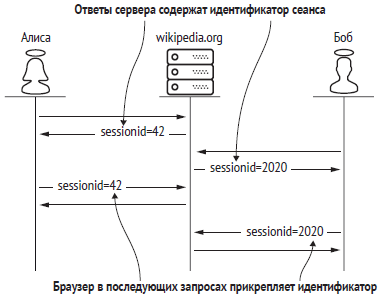 Ответы сервера содержат идентификатор сеанса
Алиса
wikipedia.org
Боб
sessionid=42
sessionid=2020
sessionid=42
sessionid=2020
Браузер в последующих запросах прикрепляет идентификатор